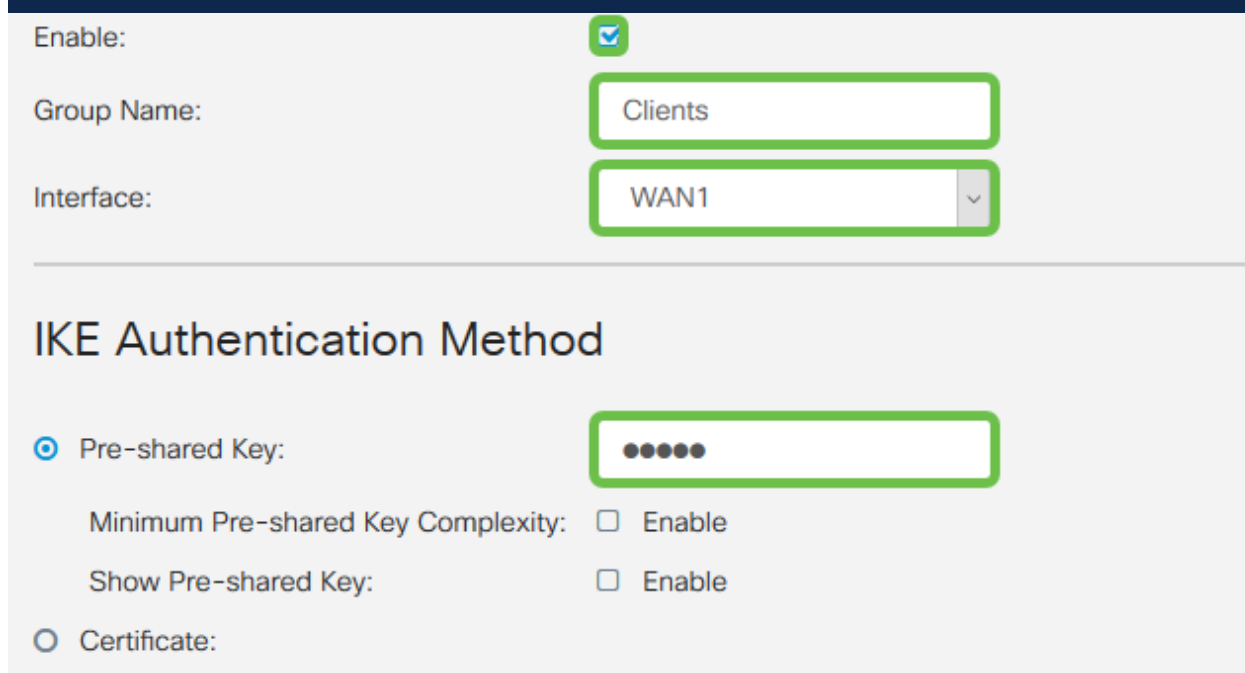 Enable:
Group Name: Clients
Interface: WAN1
IKE Authentication Method
Pre-shared Key: ●●●●●
Minimum Pre-shared Key Complexity: Enable
Show Pre-shared Key: Enable
Certificate: